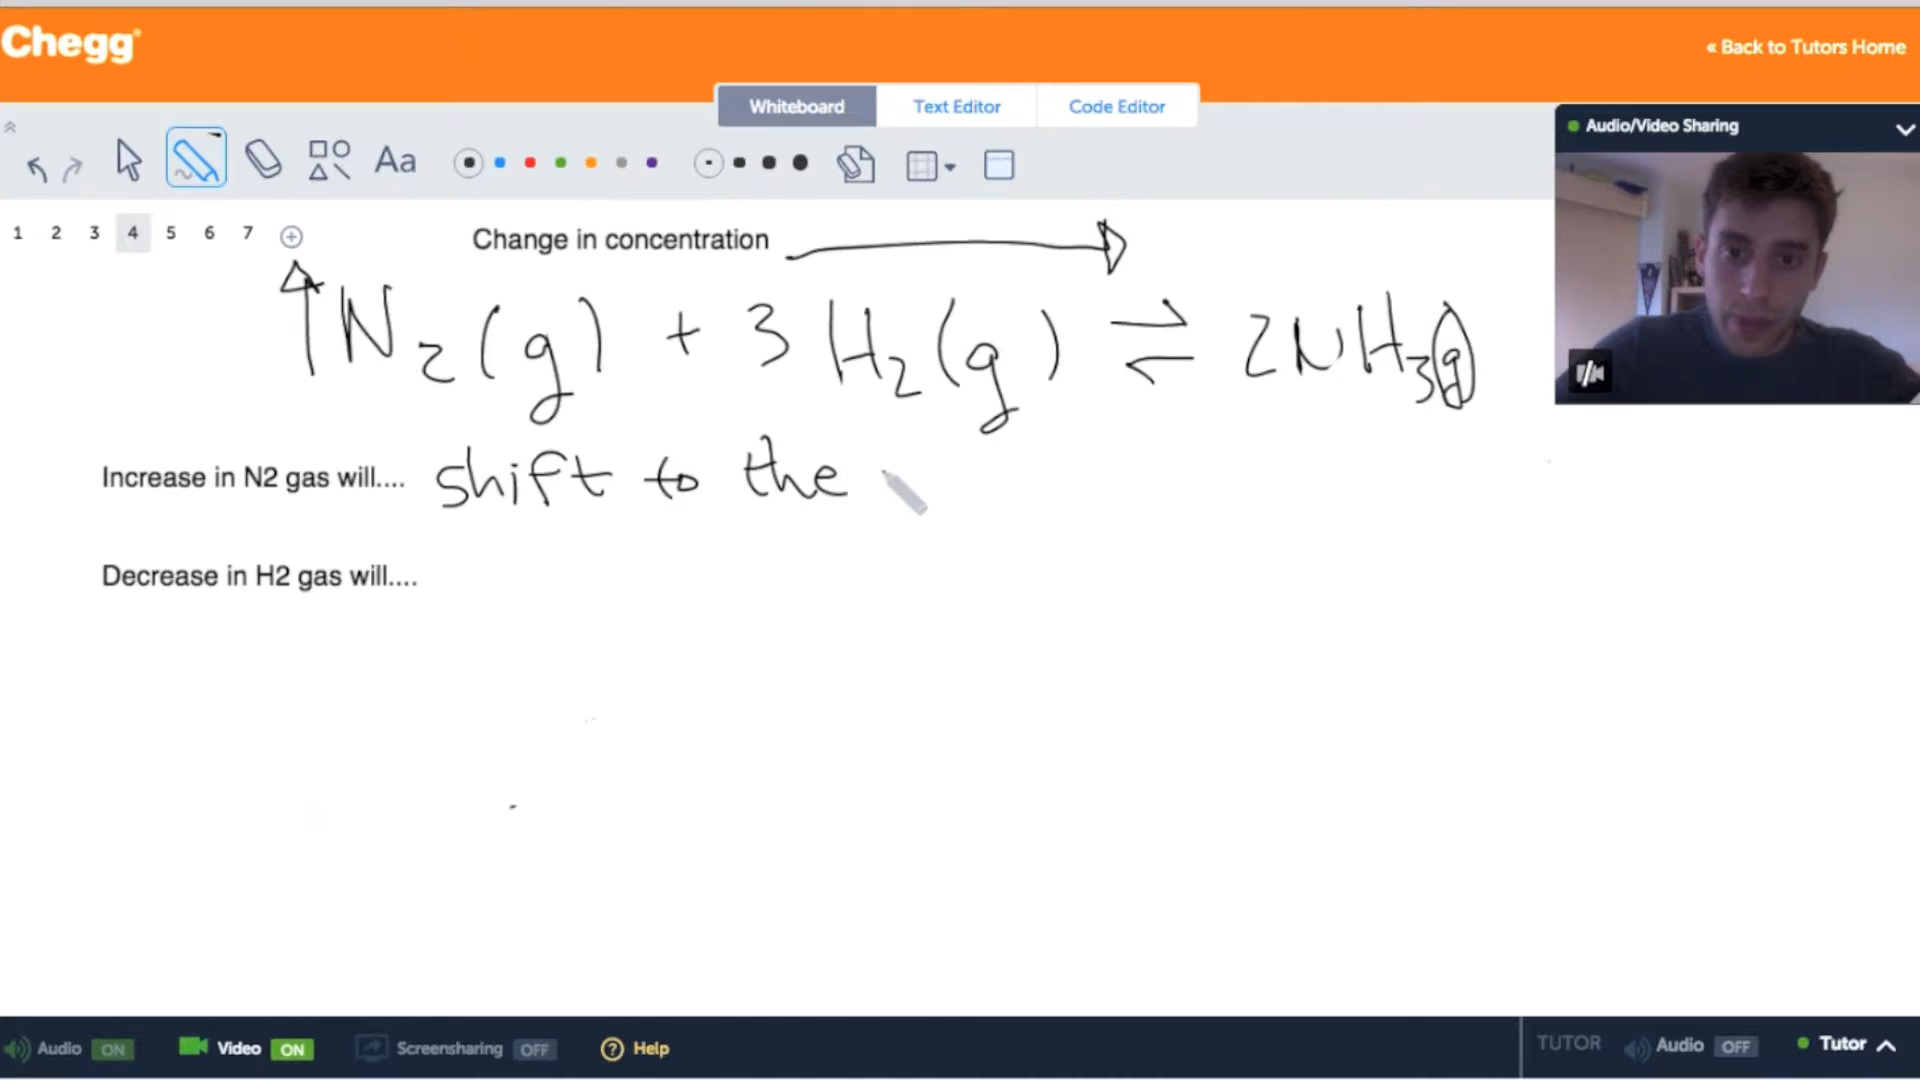 Chegg
« Back to Tutors Home
Whiteboard Text Editor Code Editor
Audio/Video Sharing
Aa
1 2 3 4 5 6 7
Change in concentration
N2(g) + 3H2(g) ⇌ 2NH3(g)
Increase in N2 gas will.... shift to the
Decrease in H2 gas will....
Audio ON Video ON Screensharing OFF ? Help TUTOR Audio OFF Tutor